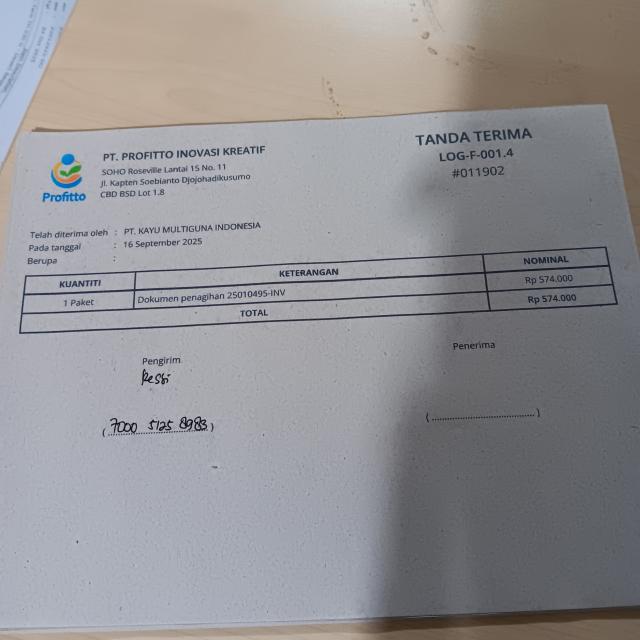 Profitto
PT. PROFITTO INOVASI KREATIF
SOHO Roseville Lantai 15 No. 11
Jl. Kapten Soebianto Djojohadikusumo
CBD BSD Lot 1.8
TANDA TERIMA
LOG-F-001.4
#011902
Telah diterima oleh : PT. KAYU MULTIGUNA INDONESIA
Pada tanggal : 16 September 2025
Berupa :
KUANTITI KETERANGAN NOMINAL
1 Paket Dokumen penagihan 25010495-INV Rp 574.000
TOTAL Rp 574.000
Pengirim Penerima
Resti
(7000 5125 8983) (..............................)